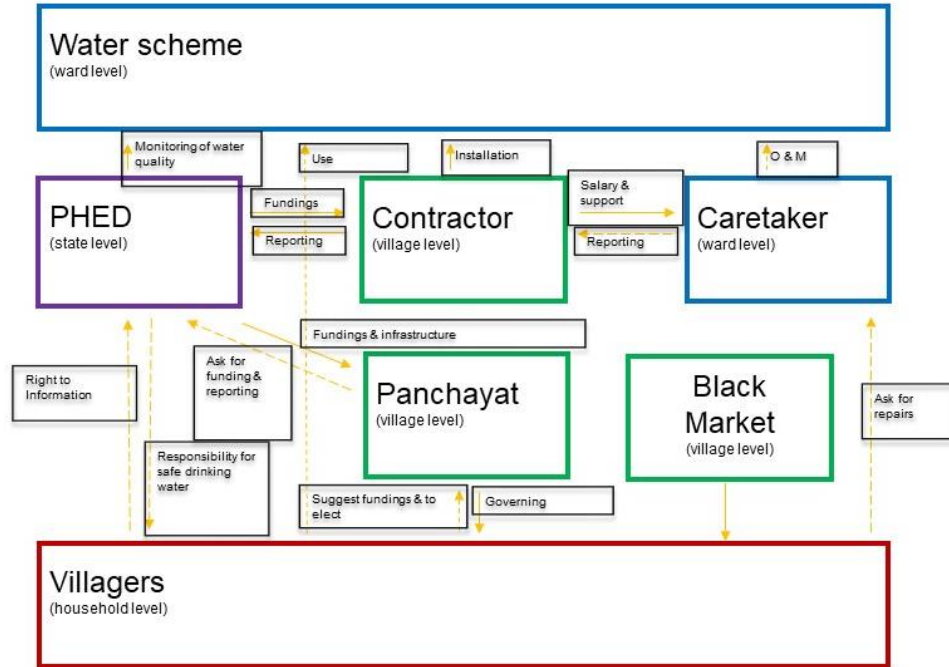 Water scheme
(ward level)
Monitoring of water
quality
Use
Installation
O & M
PHED
(state level)
Fundings
Reporting
Contractor
(village level)
Salary &
support
Reporting
Caretaker
(ward level)
Fundings & infrastructure
Right to
Information
Ask for
funding &
reporting
Panchayat
(village level)
Black
Market
(village level)
Ask for
repairs
Responsibility for
safe drinking
water
Suggest fundings & to
elect
Governing
Villagers
(household level)